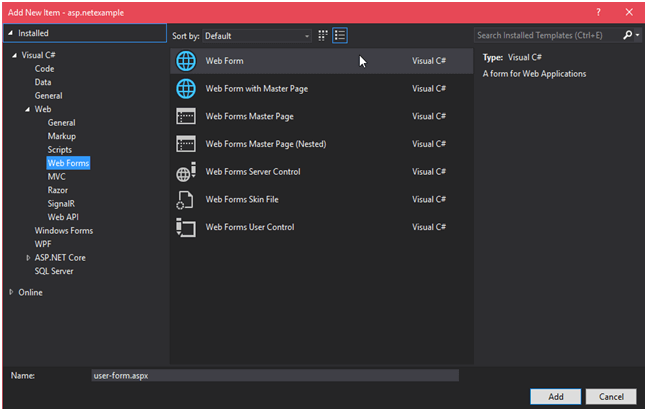 Add New Item - asp.netexample
?
Installed
Sort by: Default
Search Installed Templates (Ctrl+E)
Visual C#
Code
Data
General
Web
General
Markup
Scripts
Web Forms
MVC
Razor
SignalR
Web API
Windows Forms
WPF
ASP.NET Core
SQL Server
Online
Web Form Visual C#
Web Form with Master Page Visual C#
Web Forms Master Page Visual C#
Web Forms Master Page (Nested) Visual C#
Web Forms Server Control Visual C#
Web Forms Skin File Visual C#
Web Forms User Control Visual C#
Type: Visual C#
A form for Web Applications
Name: user-form.aspx
Add Cancel